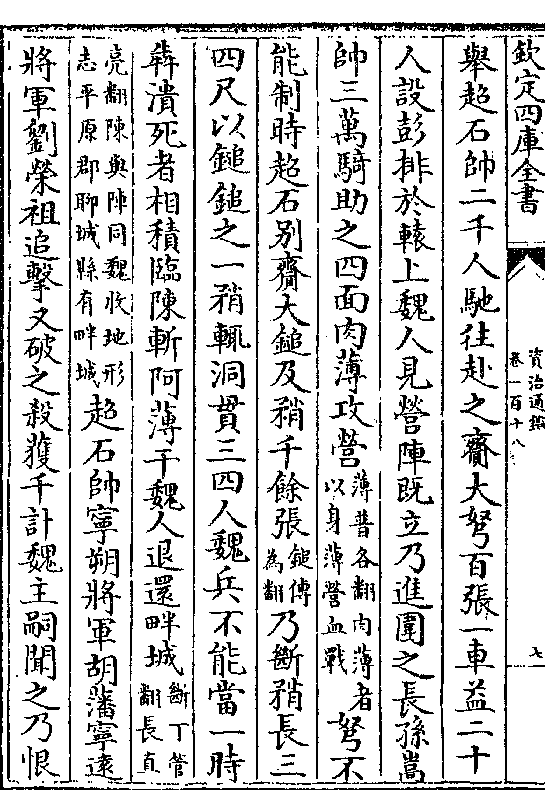 欽定四庫全書
資治通鑑
卷一百十八
七
舉超石帥二千人馳往赴之齎大弩百張一車益二十
人設彭排於轅上魏人見營陣既立乃進圍之長孫嵩
帥三萬騎助之四面肉薄攻營薄普各翻肉薄者以身薄營血戰弩不
能制時超石別齎大鎚及矟千餘張鎚傳為翻乃斷矟長三
四尺以鎚鎚之一矟輒洞貫三四人魏兵不能當一時
犇潰死者相積臨陳斬阿薄干魏人退還畔城斷丁管翻長直
亮翻陳與陣同魏收地形志平原郡聊城縣有畔城超石帥寧朔將軍胡藩寧遠
將軍劉榮祖追擊又破之殺獲千計魏主嗣聞之乃恨